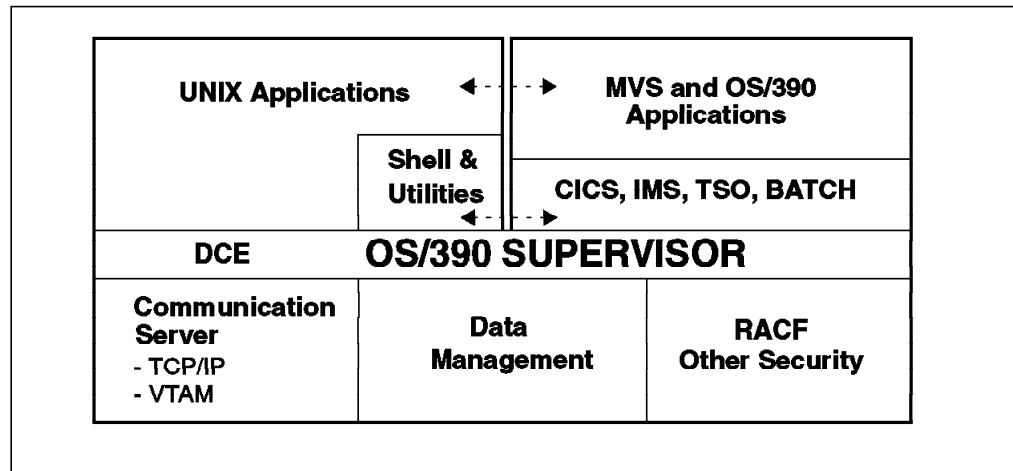 UNIX Applications
MVS and OS/390
Applications
Shell &
Utilities
CICS, IMS, TSO, BATCH
DCE
OS/390 SUPERVISOR
Communication
Server
- TCP/IP
- VTAM
Data
Management
RACF
Other Security